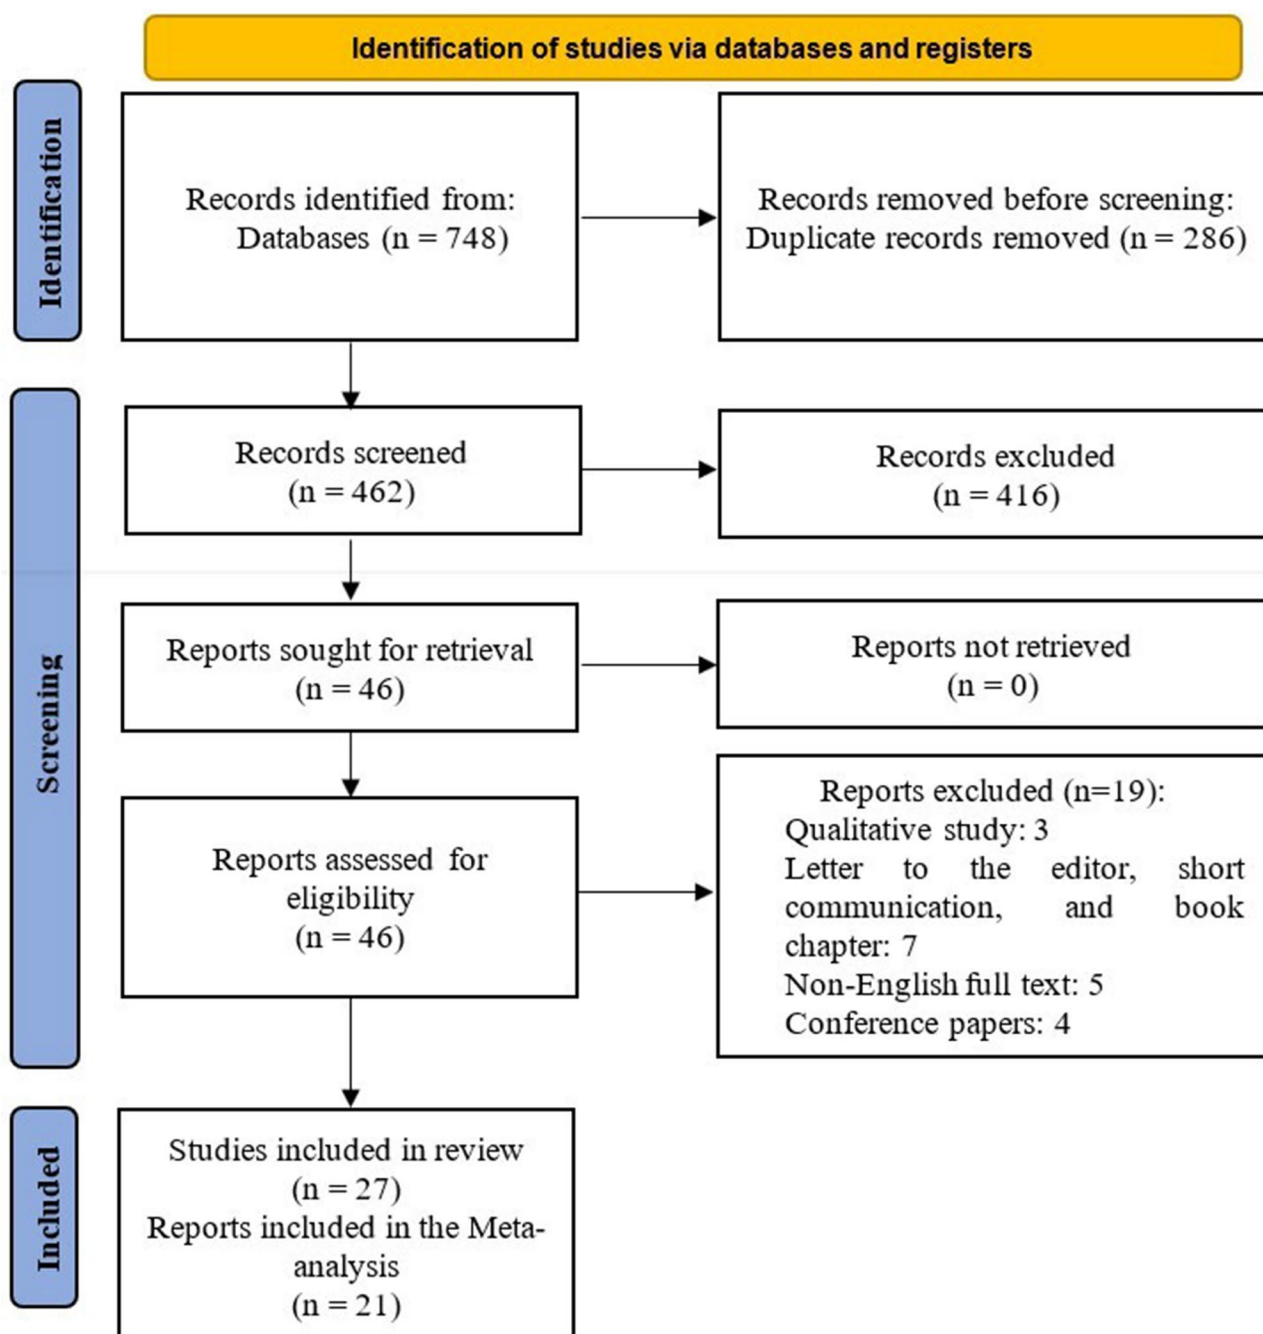 Identification of studies via databases and registers
Identification
Records identified from:
Databases (n = 748)
Records removed before screening:
Duplicate records removed (n = 286)
Screening
Records screened
(n = 462)
Records excluded
(n = 416)
Reports sought for retrieval
(n = 46)
Reports not retrieved
(n = 0)
Reports assessed for
eligibility
(n = 46)
Reports excluded (n=19):
Qualitative study: 3
Letter to the editor, short
communication, and book
chapter: 7
Non-English full text: 5
Conference papers: 4
Included
Studies included in review
(n = 27)
Reports included in the Meta-
analysis
(n = 21)